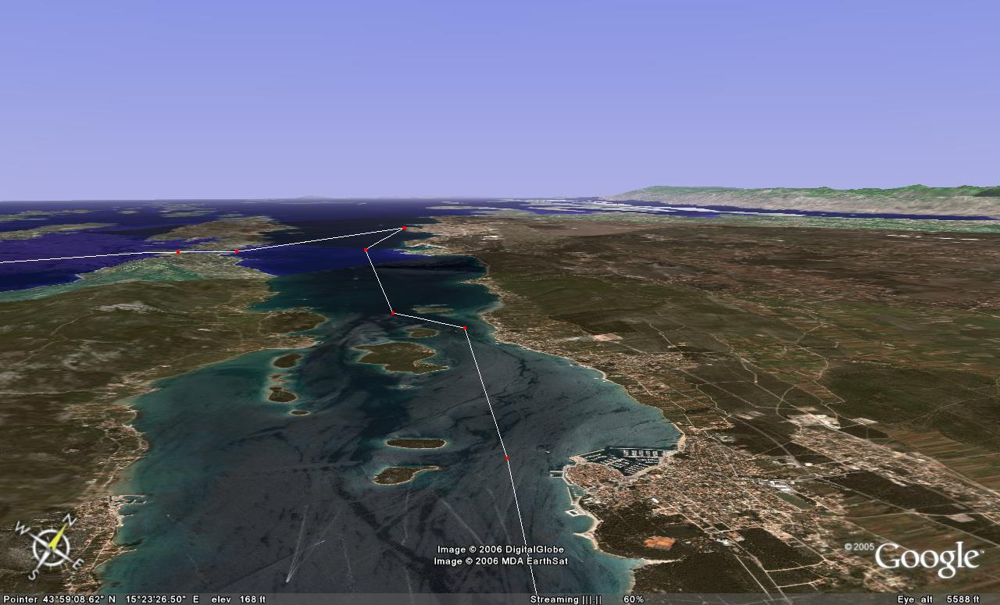 N
W
E
S
Image © 2006 DigitalGlobe
Image © 2006 MDA EarthSat
© 2005 Google™
Pointer 43°59'08.62" N 15°23'26.50" E elev 168 ft Streaming |||.|| 60% Eye alt 5588 ft